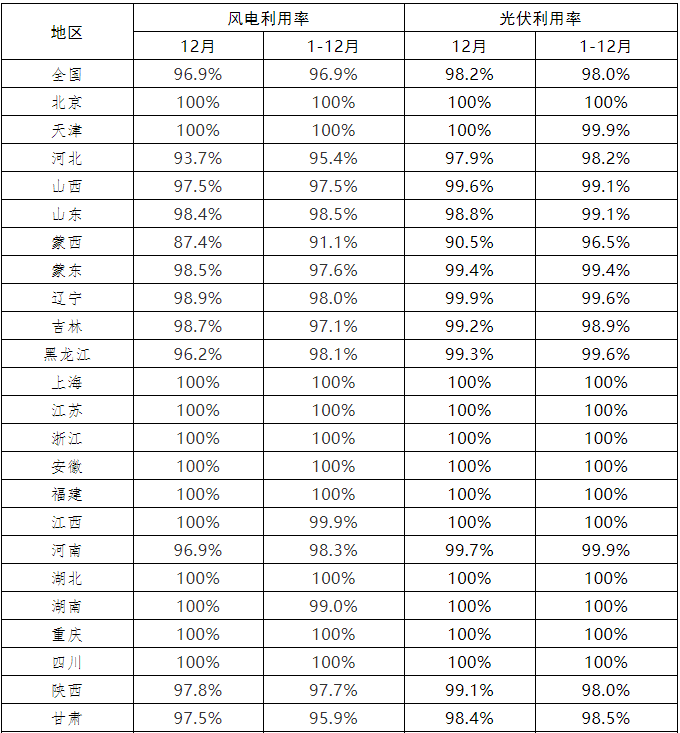 地区 风电利用率 光伏利用率
12月 1-12月 12月 1-12月
全国 96.9% 96.9% 98.2% 98.0%
北京 100% 100% 100% 100%
天津 100% 100% 100% 99.9%
河北 93.7% 95.4% 97.9% 98.2%
山西 97.5% 97.5% 99.6% 99.1%
山东 98.4% 98.5% 98.8% 99.1%
蒙西 87.4% 91.1% 90.5% 96.5%
蒙东 98.5% 97.6% 99.4% 99.4%
辽宁 98.9% 98.0% 99.9% 99.6%
吉林 98.7% 97.1% 99.2% 98.9%
黑龙江 96.2% 98.1% 99.3% 99.6%
上海 100% 100% 100% 100%
江苏 100% 100% 100% 100%
浙江 100% 100% 100% 100%
安徽 100% 100% 100% 100%
福建 100% 100% 100% 100%
江西 100% 99.9% 100% 100%
河南 96.9% 98.3% 99.7% 99.9%
湖北 100% 100% 100% 100%
湖南 100% 99.0% 100% 100%
重庆 100% 100% 100% 100%
四川 100% 100% 100% 100%
陕西 97.8% 97.7% 99.1% 98.0%
甘肃 97.5% 95.9% 98.4% 98.5%